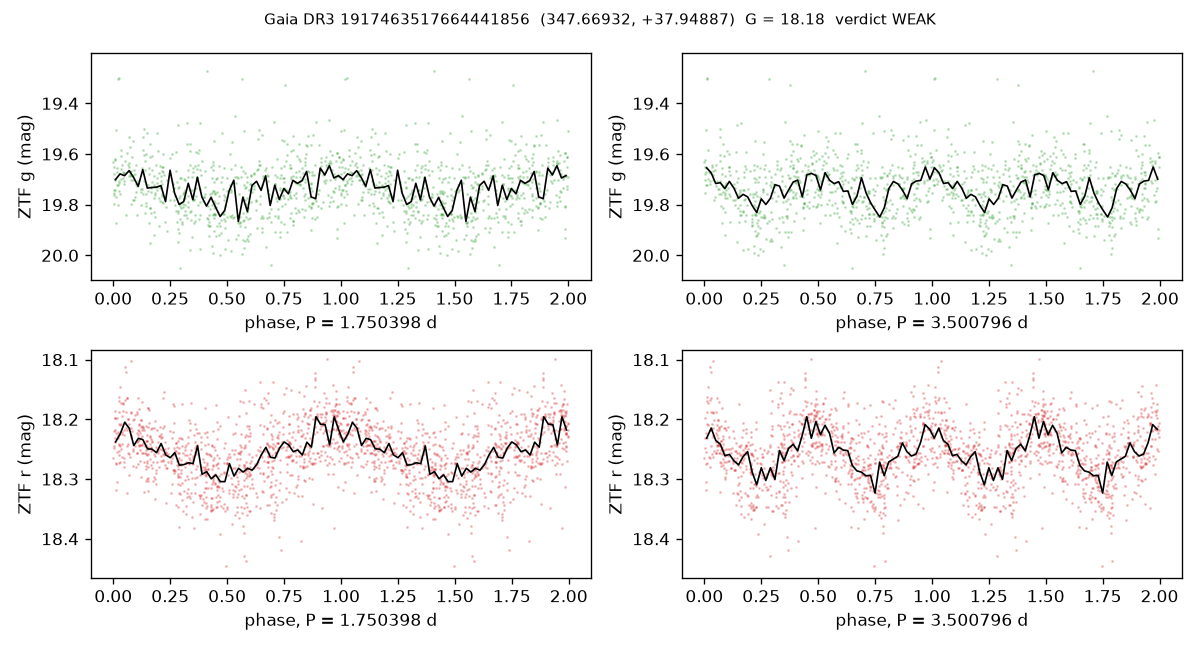 Gaia DR3 1917463517664441856 (347.66932, +37.94887) G = 18.18 verdict WEAK
ZTF g (mag)
19.4
19.6
19.8
20.0
0.00 0.25 0.50 0.75 1.00 1.25 1.50 1.75 2.00
phase, P = 1.750398 d
ZTF g (mag)
19.4
19.6
19.8
20.0
0.00 0.25 0.50 0.75 1.00 1.25 1.50 1.75 2.00
phase, P = 3.500796 d
ZTF r (mag)
18.1
18.2
18.3
18.4
0.00 0.25 0.50 0.75 1.00 1.25 1.50 1.75 2.00
phase, P = 1.750398 d
ZTF r (mag)
18.1
18.2
18.3
18.4
0.00 0.25 0.50 0.75 1.00 1.25 1.50 1.75 2.00
phase, P = 3.500796 d